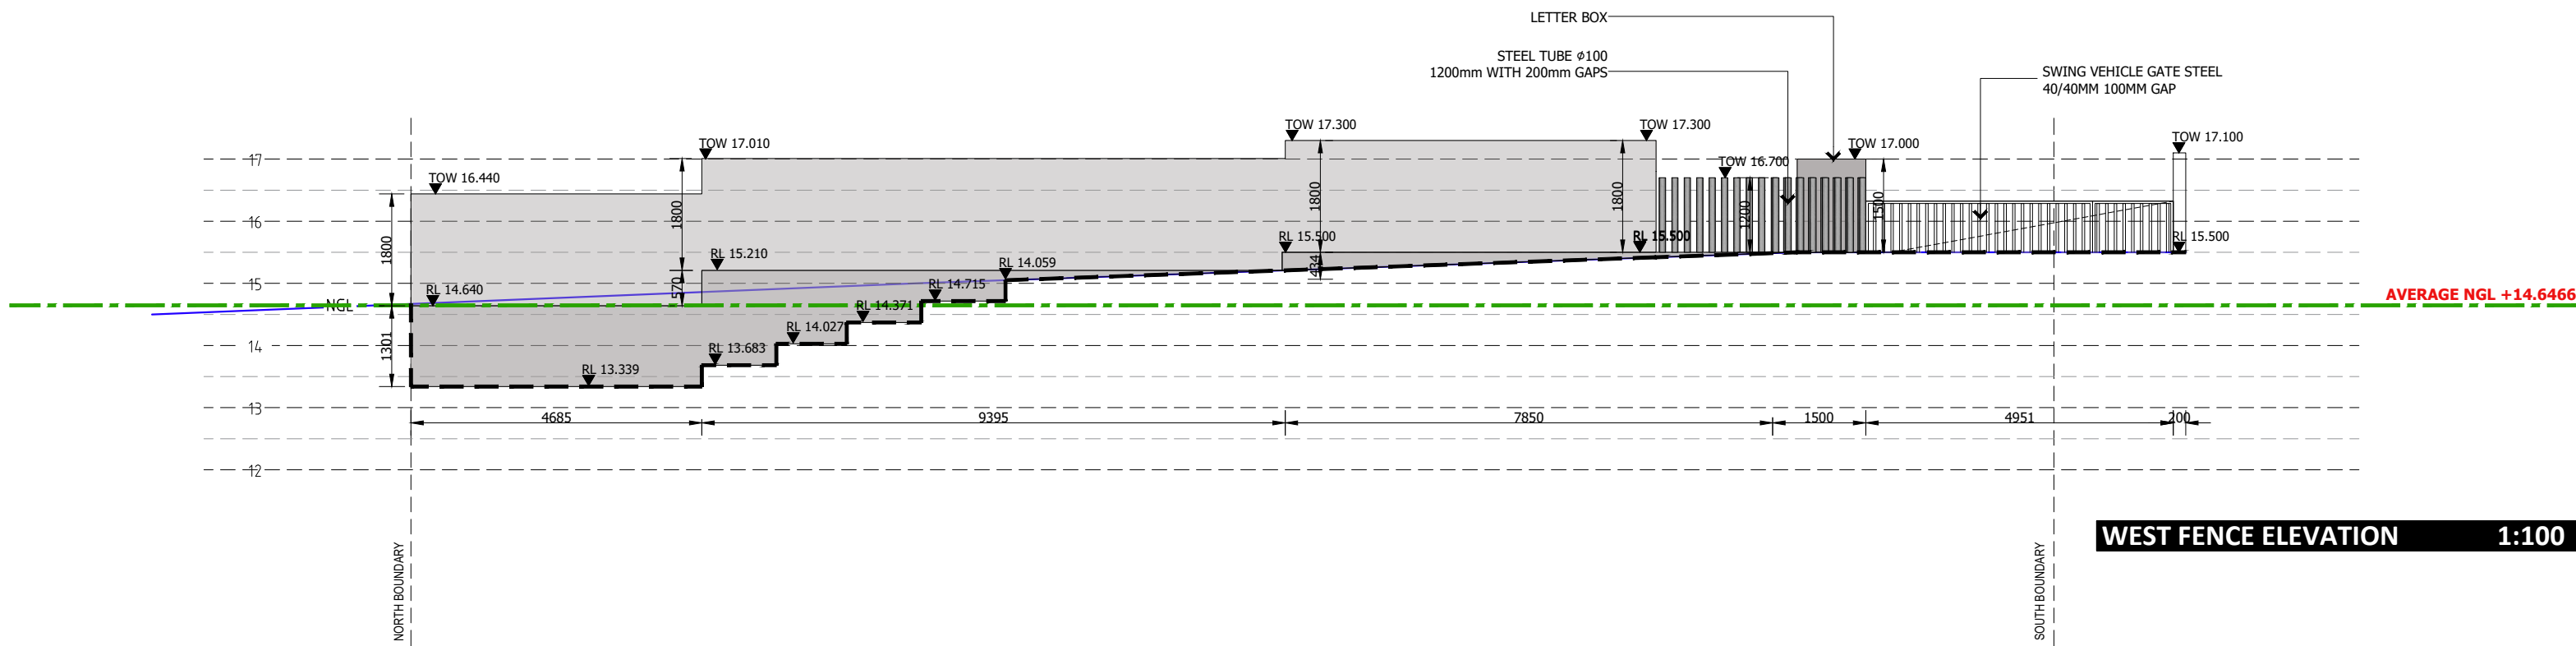 LETTER BOX
STEEL TUBE ⌀100
1200mm WITH 200mm GAPS
SWING VEHICLE GATE STEEL
40/40MM 100MM GAP
TOW 16.440
TOW 17.010
TOW 17.300
TOW 17.300
TOW 16.700
TOW 17.000
TOW 17.100
17
16
15
14
13
12
1800
1301
1800
570
1800
434
1800
1200
1500
RL 15.500
RL 15.500
RL 15.500
RL 15.210
RL 14.059
RL 14.640
RL 14.715
RL 14.371
RL 14.027
RL 13.683
RL 13.339
NGL
AVERAGE NGL +14.6466
4685
9395
7850
1500
4951
200
NORTH BOUNDARY
SOUTH BOUNDARY
WEST FENCE ELEVATION 1:100